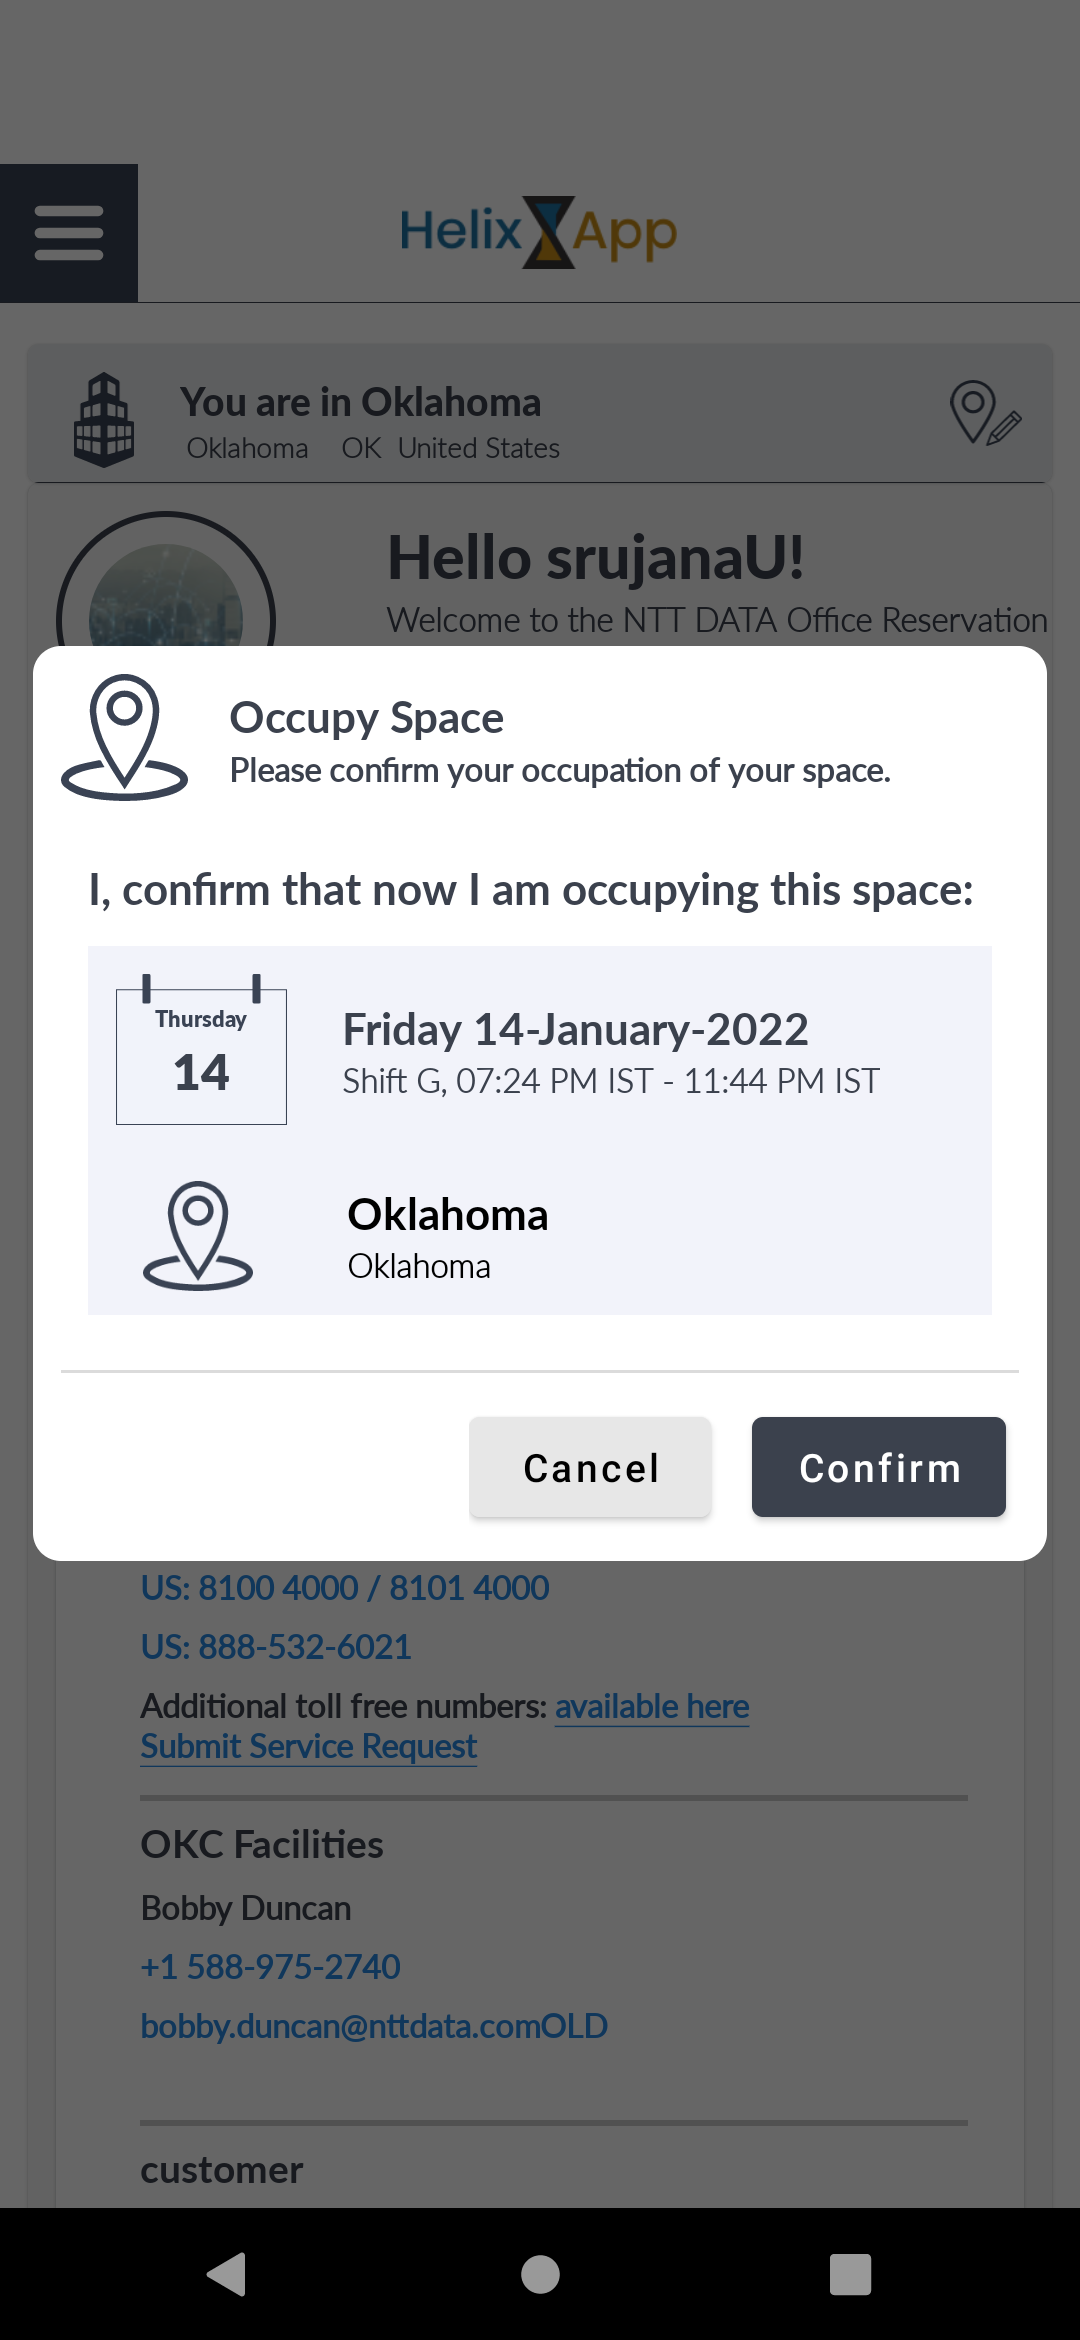 Helix App
You are in Oklahoma
Oklahoma OK United States
Hello srujanaU!
Welcome to the NTT DATA Office Reservation
Occupy Space
Please confirm your occupation of your space.
I, confirm that now I am occupying this space:
Thursday
14
Friday 14-January-2022
Shift G, 07:24 PM IST - 11:44 PM IST
Oklahoma
Oklahoma
Cancel
Confirm
US: 8100 4000 / 8101 4000
US: 888-532-6021
Additional toll free numbers: available here
Submit Service Request
OKC Facilities
Bobby Duncan
+1 588-975-2740
bobby.duncan@nttdata.comOLD
customer